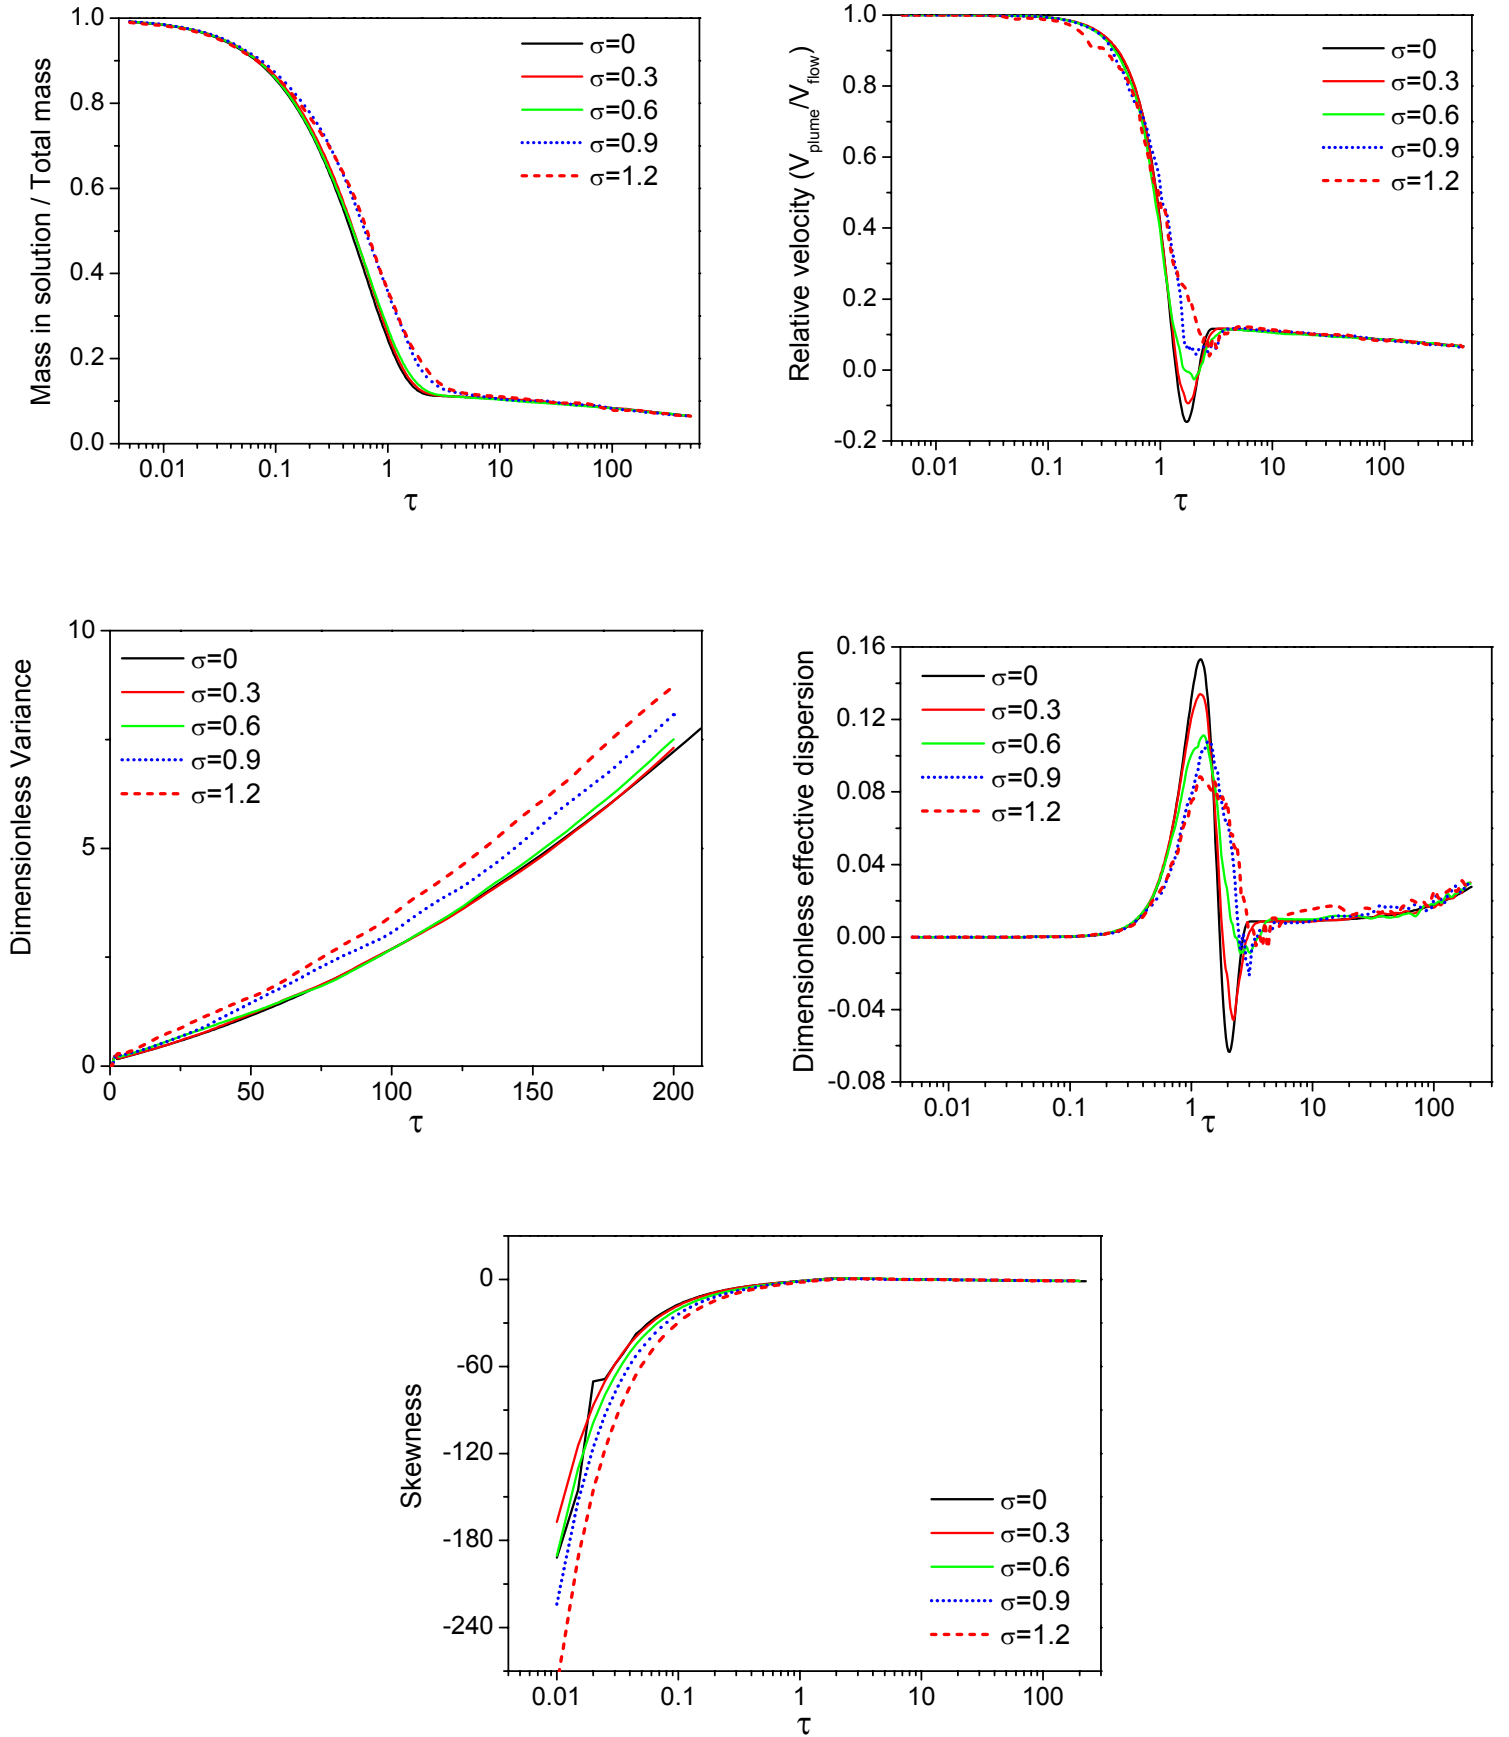 Mass in solution / Total mass
1.0
0.8
0.6
0.4
0.2
0.0
σ=0
σ=0.3
σ=0.6
σ=0.9
σ=1.2
0.01 0.1 1 10 100
τ
Relative velocity (Vplume/Vflow)
1.0
0.8
0.6
0.4
0.2
0.0
-0.2
σ=0
σ=0.3
σ=0.6
σ=0.9
σ=1.2
0.01 0.1 1 10 100
τ
Dimensionless Variance
10
5
0
σ=0
σ=0.3
σ=0.6
σ=0.9
σ=1.2
0 50 100 150 200
τ
Dimensionless effective dispersion
0.16
0.12
0.08
0.04
0.00
-0.04
-0.08
σ=0
σ=0.3
σ=0.6
σ=0.9
σ=1.2
0.01 0.1 1 10 100
τ
Skewness
0
-60
-120
-180
-240
σ=0
σ=0.3
σ=0.6
σ=0.9
σ=1.2
0.01 0.1 1 10 100
τ